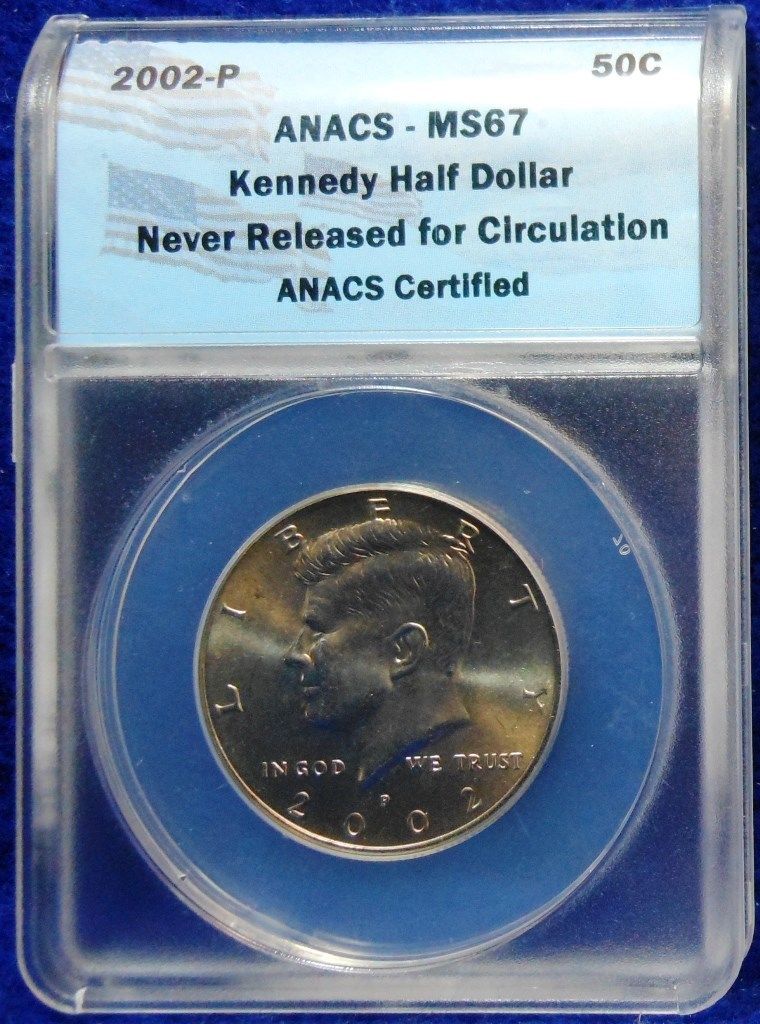 2002-P 50C
ANACS - MS67
Kennedy Half Dollar
Never Released for Circulation
ANACS Certified
LIBERTY
IN GOD WE TRUST
P
2002